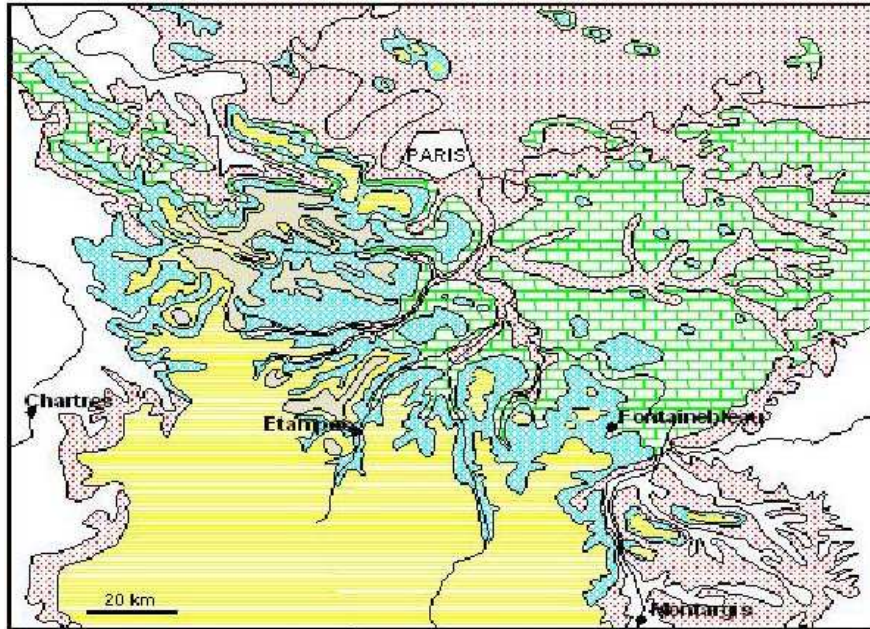 PARIS
Chartres
Etampes
Fontainebleau
20 km
Montargis